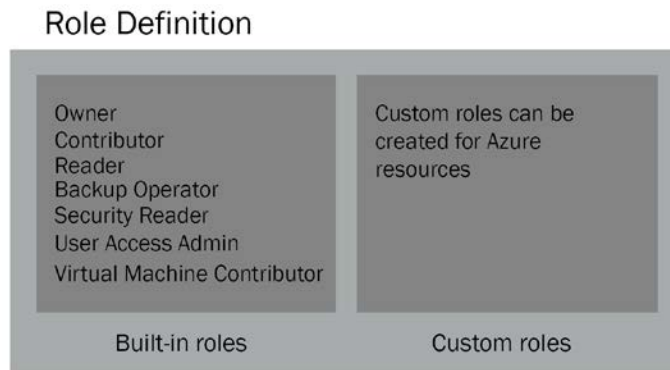 Role Definition
Owner
Contributor
Reader
Backup Operator
Security Reader
User Access Admin
Virtual Machine Contributor
Built-in roles
Custom roles can be
created for Azure
resources
Custom roles